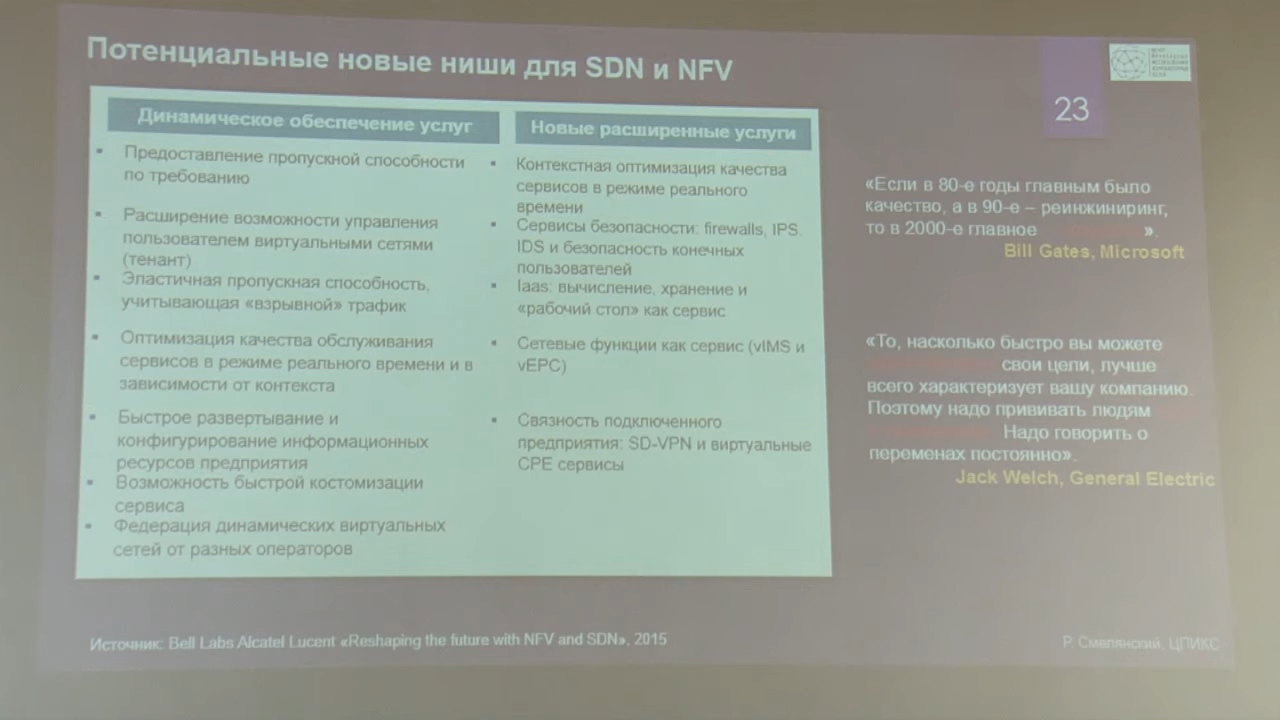 Потенциальные новые ниши для SDN и NFV
23
Динамическое обеспечение услуг
Предоставление пропускной способности
по требованию
Расширение возможности управления
пользователем виртуальными сетями
(тенант)
Эластичная пропускная способность,
учитывающая «взрывной» трафик
Оптимизация качества обслуживания
сервисов в режиме реального времени и в
зависимости от контекста
Быстрое развертывание и
конфигурирование информационных
ресурсов предприятия
Возможность быстрой костомизации
сервиса
Федерация динамических виртуальных
сетей от разных операторов
Новые расширенные услуги
Контекстная оптимизация качества
сервисов в режиме реального
времени
Сервисы безопасности: firewalls, IPS.
IDS и безопасность конечных
пользователей
Iaas: вычисление, хранение и
«рабочий стол» как сервис
Сетевые функции как сервис (vIMS и
vEPC)
Связность подключенного
предприятия: SD-VPN и виртуальные
CPE сервисы
«Если в 80-е годы главным было
качество, а в 90-е – реинжиниринг,
то в 2000-е главное ».
Bill Gates, Microsoft
«То, насколько быстро вы можете
свои цели, лучше
всего характеризует вашу компанию.
Поэтому надо прививать людям
Надо говорить о
переменах постоянно».
Jack Welch, General Electric
Источник: Bell Labs Alcatel Lucent «Reshaping the future with NFV and SDN», 2015
Р. Смелянский, ЦПИКС